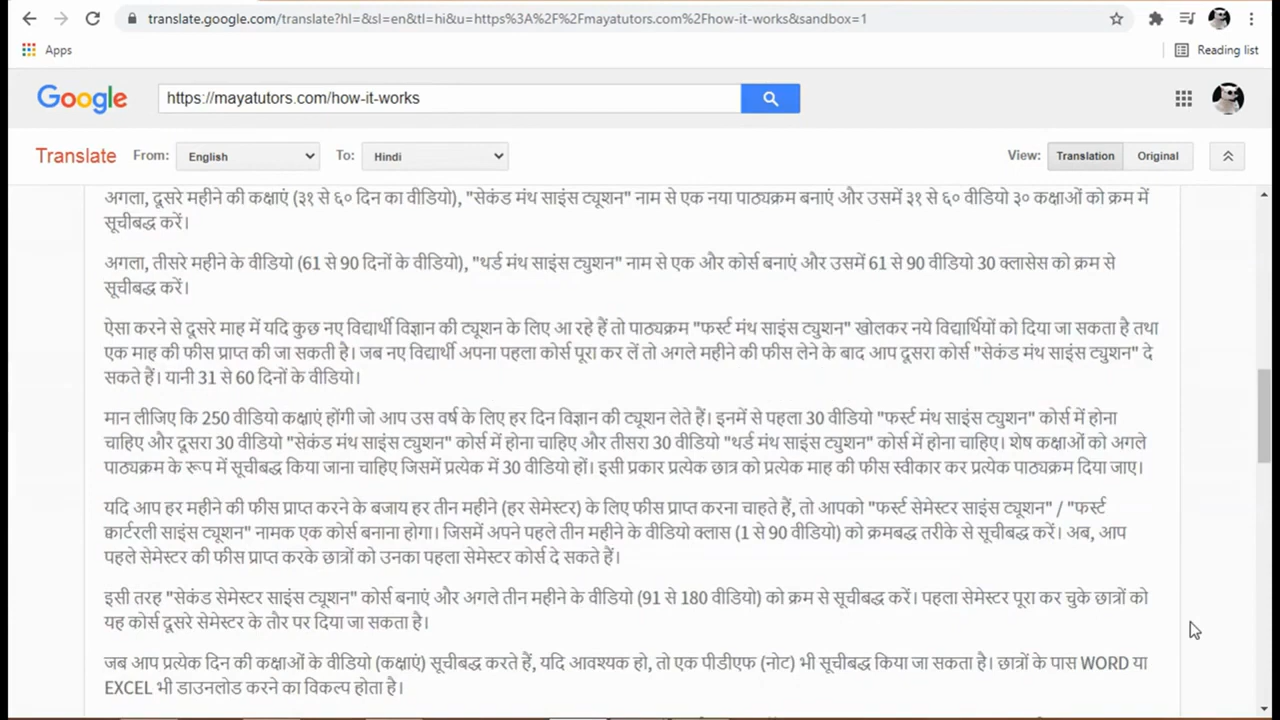 translate.google.com/translate?hl=&sl=en&tl=hi&u=https%3A%2F%2Fmayatutors.com%2Fhow-it-works&sandbox=1
Apps
Reading list
Google
https://mayatutors.com/how-it-works
Translate From: English To: Hindi View: Translation Original
अगला, दूसरे महीने की कक्षाएं (३१ से ६० दिन का वीडियो), "सेकंड मंथ साइंस ट्यूशन" नाम से एक नया पाठ्यक्रम बनाएं और उसमें ३१ से ६० वीडियो ३० कक्षाओं को क्रम में
सूचीबद्ध करें।
अगला, तीसरे महीने के वीडियो (61 से 90 दिनों के वीडियो), "थर्ड मंथ साइंस ट्युशन" नाम से एक और कोर्स बनाएं और उसमें 61 से 90 वीडियो 30 क्लासेस को क्रम से
सूचीबद्ध करें।
ऐसा करने से दूसरे माह में यदि कुछ नए विद्यार्थी विज्ञान की ट्यूशन के लिए आ रहे हैं तो पाठ्यक्रम "फर्स्ट मंथ साइंस ट्युशन" खोलकर नये विद्यार्थियों को दिया जा सकता है तथा
एक माह की फीस प्राप्त की जा सकती है। जब नए विद्यार्थी अपना पहला कोर्स पूरा कर लें तो अगले महीने की फीस लेने के बाद आप दूसरा कोर्स "सेकंड मंथ साइंस ट्युशन" दे
सकते हैं। यानी 31 से 60 दिनों के वीडियो।
मान लीजिए कि 250 वीडियो कक्षाएं होंगी जो आप उस वर्ष के लिए हर दिन विज्ञान की ट्यूशन लेते हैं। इनमें से पहला 30 वीडियो "फर्स्ट मंथ साइंस ट्युशन" कोर्स में होना
चाहिए और दूसरा 30 वीडियो "सेकंड मंथ साइंस ट्युशन" कोर्स में होना चाहिए और तीसरा 30 वीडियो "थर्ड मंथ साइंस ट्युशन" कोर्स में होना चाहिए। शेष कक्षाओं को अगले
पाठ्यक्रम के रूप में सूचीबद्ध किया जाना चाहिए जिसमें प्रत्येक में 30 वीडियो हों। इसी प्रकार प्रत्येक छात्र को प्रत्येक माह की फीस स्वीकार कर प्रत्येक पाठ्यक्रम दिया जाए।
यदि आप हर महीने की फीस प्राप्त करने के बजाय हर तीन महीने (हर सेमेस्टर) के लिए फीस प्राप्त करना चाहते हैं, तो आपको "फर्स्ट सेमेस्टर साइंस ट्यूशन" / "फर्स्ट
क्वार्टरली साइंस ट्यूशन" नामक एक कोर्स बनाना होगा। जिसमें अपने पहले तीन महीने के वीडियो क्लास (1 से 90 वीडियो) को क्रमबद्ध तरीके से सूचीबद्ध करें। अब, आप
पहले सेमेस्टर की फीस प्राप्त करके छात्रों को उनका पहला सेमेस्टर कोर्स दे सकते हैं।
इसी तरह "सेकंड सेमेस्टर साइंस ट्यूशन" कोर्स बनाएं और अगले तीन महीने के वीडियो (91 से 180 वीडियो) को क्रम से सूचीबद्ध करें। पहला सेमेस्टर पूरा कर चुके छात्रों को
यह कोर्स दूसरे सेमेस्टर के तौर पर दिया जा सकता है।
जब आप प्रत्येक दिन की कक्षाओं के वीडियो (कक्षाएं) सूचीबद्ध करते हैं, यदि आवश्यक हो, तो एक पीडीएफ (नोट) भी सूचीबद्ध किया जा सकता है। छात्रों के पास WORD या
EXCEL भी डाउनलोड करने का विकल्प होता है।